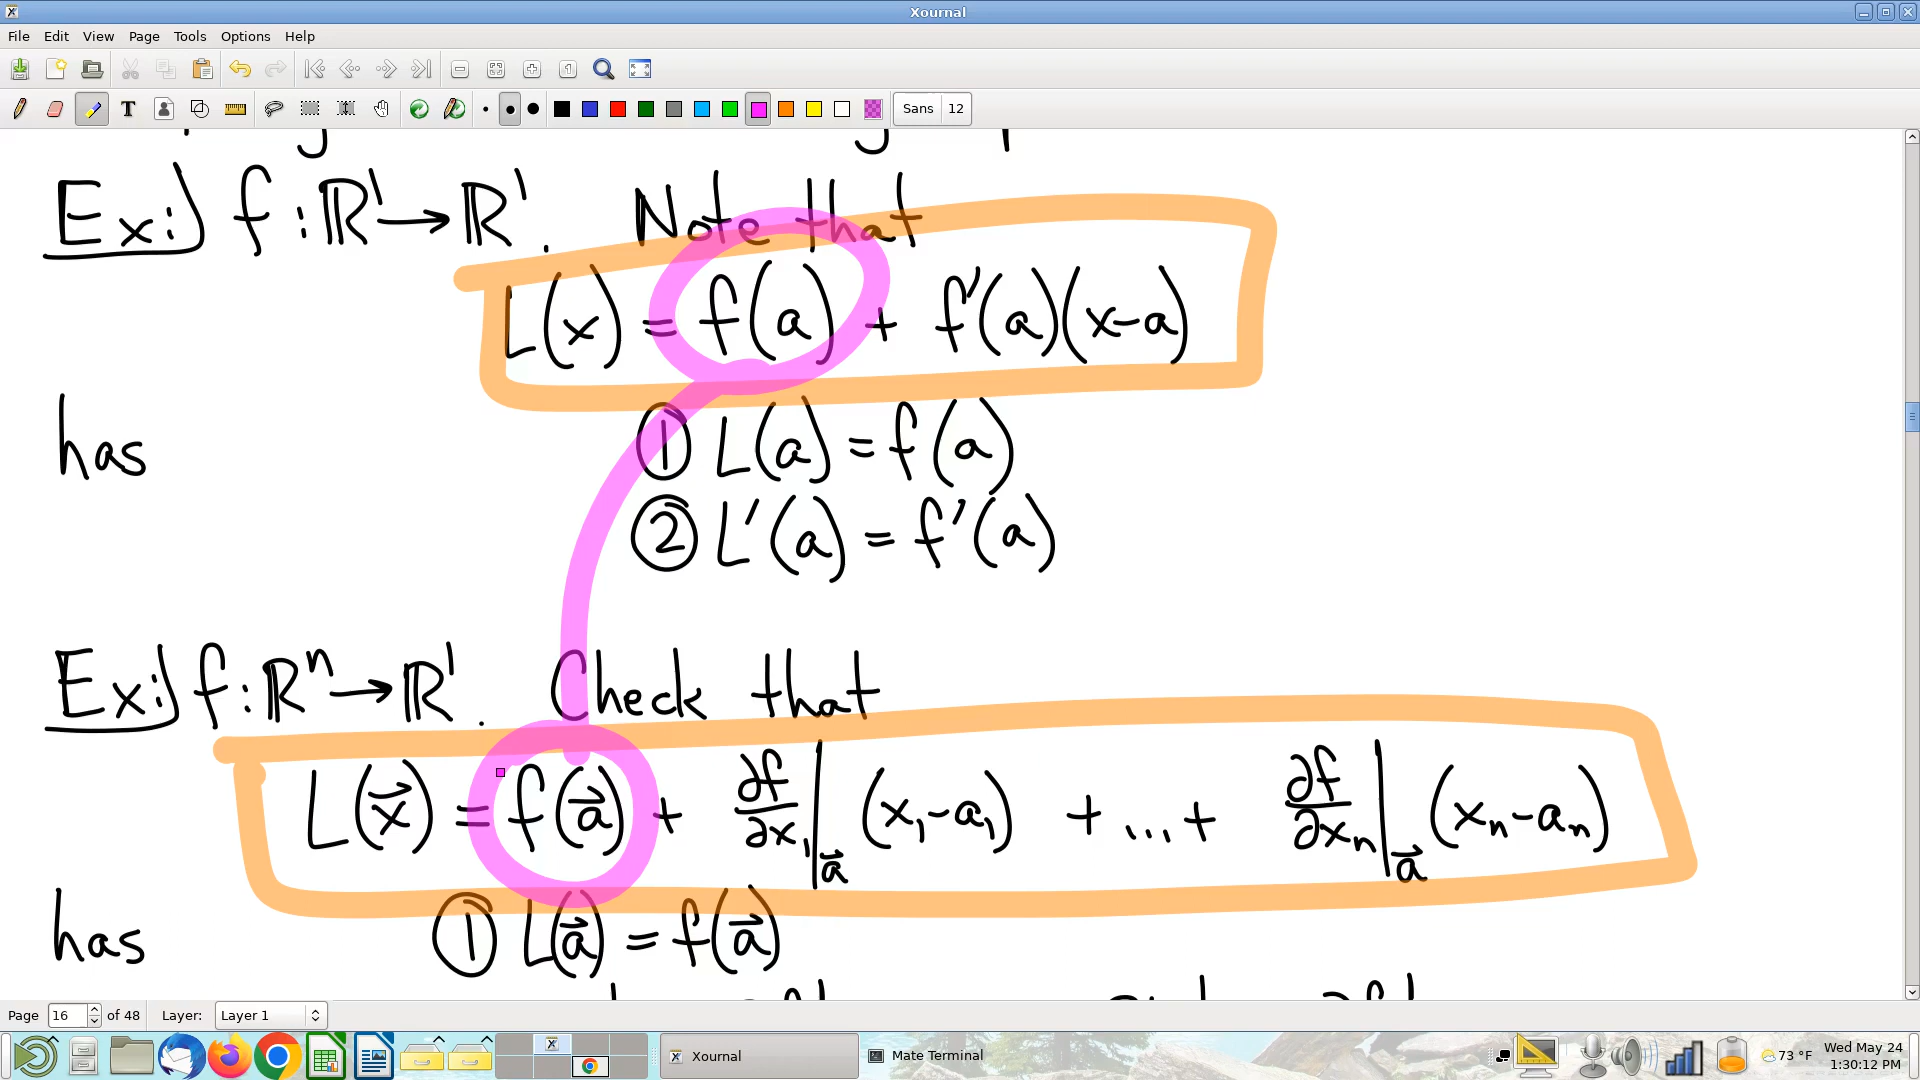 Xournal
File Edit View Page Tools Options Help
Sans 12
Ex:) f : ℝ¹ → ℝ¹. Note that
L(x) = f(a) + f'(a)(x-a)
has
① L(a) = f(a)
② L'(a) = f'(a)
Ex:) f : ℝⁿ → ℝ¹. Check that
L(x⃗) = f(a⃗) + ∂f/∂x₁|a⃗ (x₁-a₁) + ... + ∂f/∂xₙ|a⃗ (xₙ-aₙ)
has ① L(a⃗) = f(a⃗)
Page 16 of 48 Layer: Layer 1
Xournal Mate Terminal 73 °F Wed May 24
1:30:12 PM